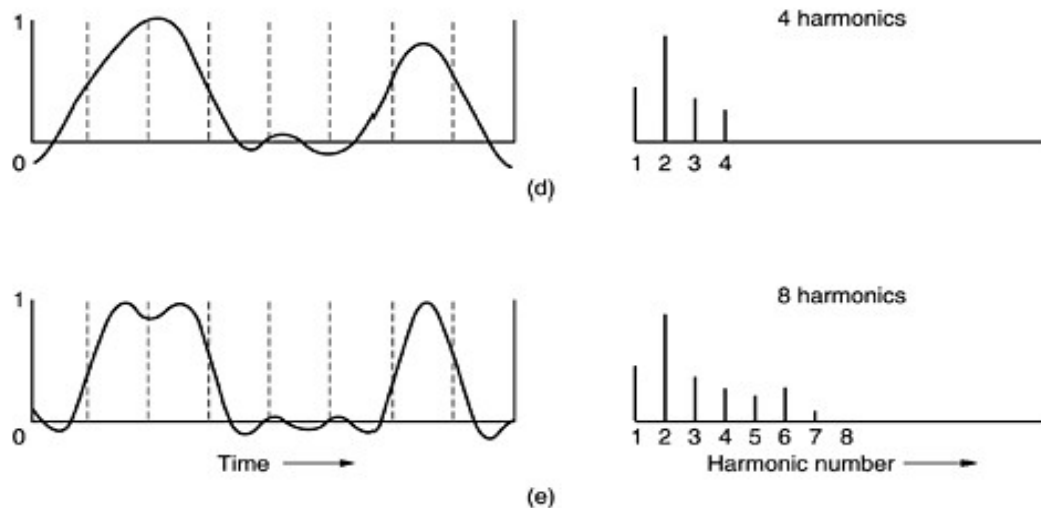 1
0
4 harmonics
1 2 3 4
(d)
1
0
Time
8 harmonics
1 2 3 4 5 6 7 8
Harmonic number
(e)